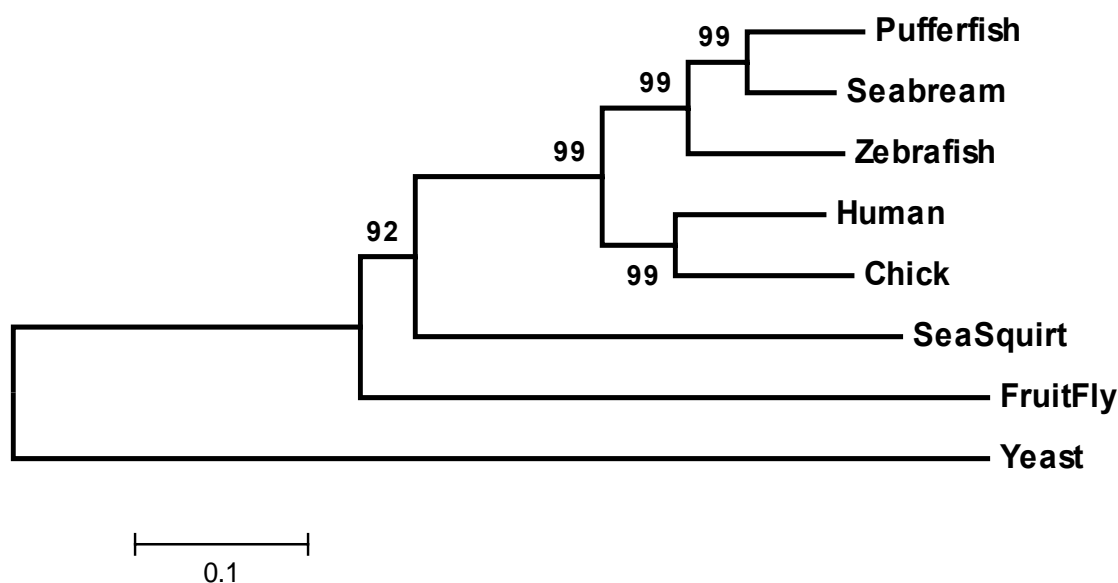 99 Pufferfish
99 Seabream
99 Zebrafish
92 Human
99 Chick
SeaSquirt
FruitFly
Yeast
0.1